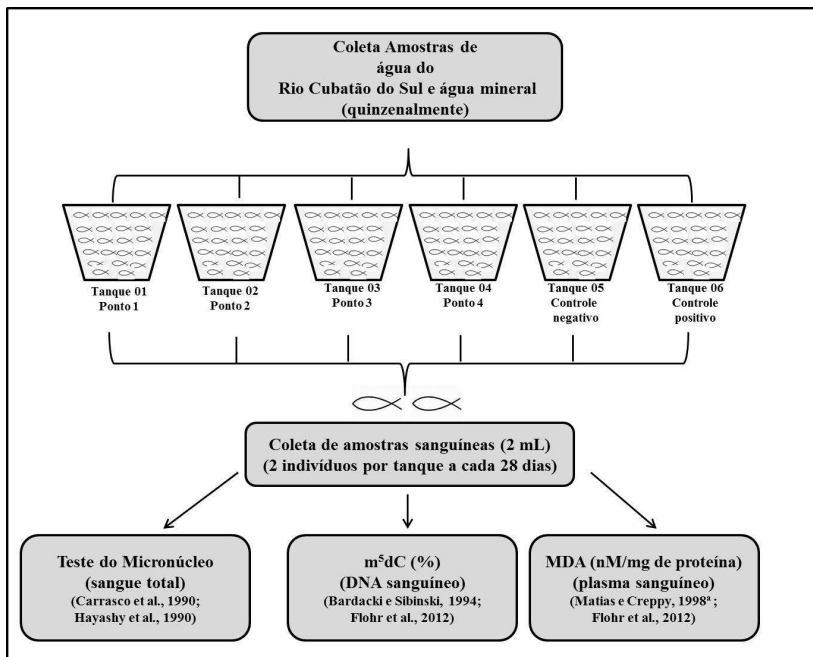 Coleta Amostras de
água do
Rio Cubatão do Sul e água mineral
(quinzenalmente)
Tanque 01
Ponto 1
Tanque 02
Ponto 2
Tanque 03
Ponto 3
Tanque 04
Ponto 4
Tanque 05
Controle
negativo
Tanque 06
Controle
positivo
Coleta de amostras sanguíneas (2 mL)
(2 indivíduos por tanque a cada 28 dias)
Teste do Micronúcleo
(sangue total)
(Carrasco et al., 1990;
Hayashy et al., 1990)
m⁵dC (%)
(DNA sanguíneo)
(Bardacki e Sibinski, 1994;
Flohr et al., 2012)
MDA (nM/mg de proteína)
(plasma sanguíneo)
(Matias e Creppy, 1998ª ;
Flohr et al., 2012)